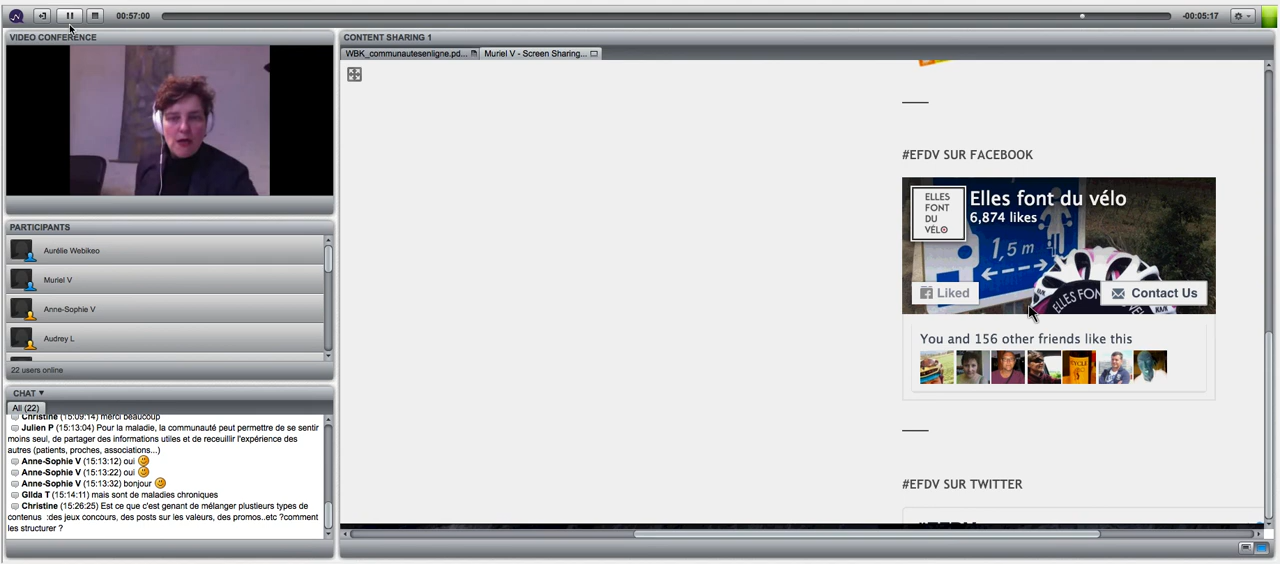 00:57:00
-00:05:17
VIDEO CONFERENCE
PARTICIPANTS
Aurélie Webikeo
Muriel V
Anne-Sophie V
Audrey L
22 users online
CHAT
All (22)
Christine (15:09:14) merci beaucoup
Julien P (15:13:04) Pour la maladie, la communauté peut permettre de se sentir
moins seul, de partager des informations utiles et de receuillir l'expérience des
autres (patients, proches, associations...)
Anne-Sophie V (15:13:12) oui
Anne-Sophie V (15:13:22) oui
Anne-Sophie V (15:13:32) bonjour
Gilda T (15:14:11) mais sont de maladies chroniques
Christine (15:26:25) Est ce que c'est genant de mélanger plustieurs types de
contenus :des jeux concours, des posts sur les valeurs, des promos..etc ?comment
les structurer ?
CONTENT SHARING 1
WBK_communautesenligne.pd...
Muriel V - Screen Sharing...
#EFDV SUR FACEBOOK
ELLES
FONT
DU
VÉLO
Elles font du vélo
6,874 likes
1,5 m
ELLES FON
Liked
Contact Us
You and 156 other friends like this
CYCLE
#EFDV SUR TWITTER